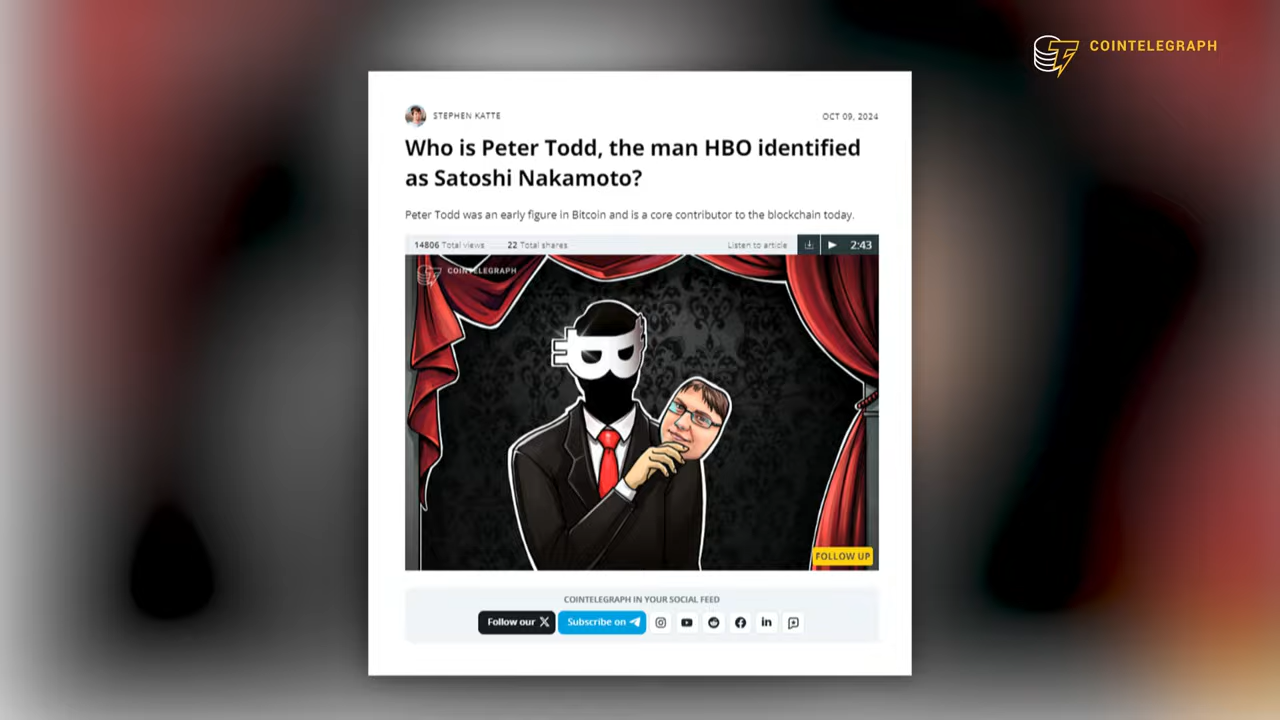 COINTELEGRAPH
STEPHEN KATTE
OCT 09, 2024
Who is Peter Todd, the man HBO identified
as Satoshi Nakamoto?
Peter Todd was an early figure in Bitcoin and is a core contributor to the blockchain today.
14806 Total views
22 Total shares
Listen to article
2:43
COINTELEGRAPH
FOLLOW UP
COINTELEGRAPH IN YOUR SOCIAL FEED
Follow our X
Subscribe on
in